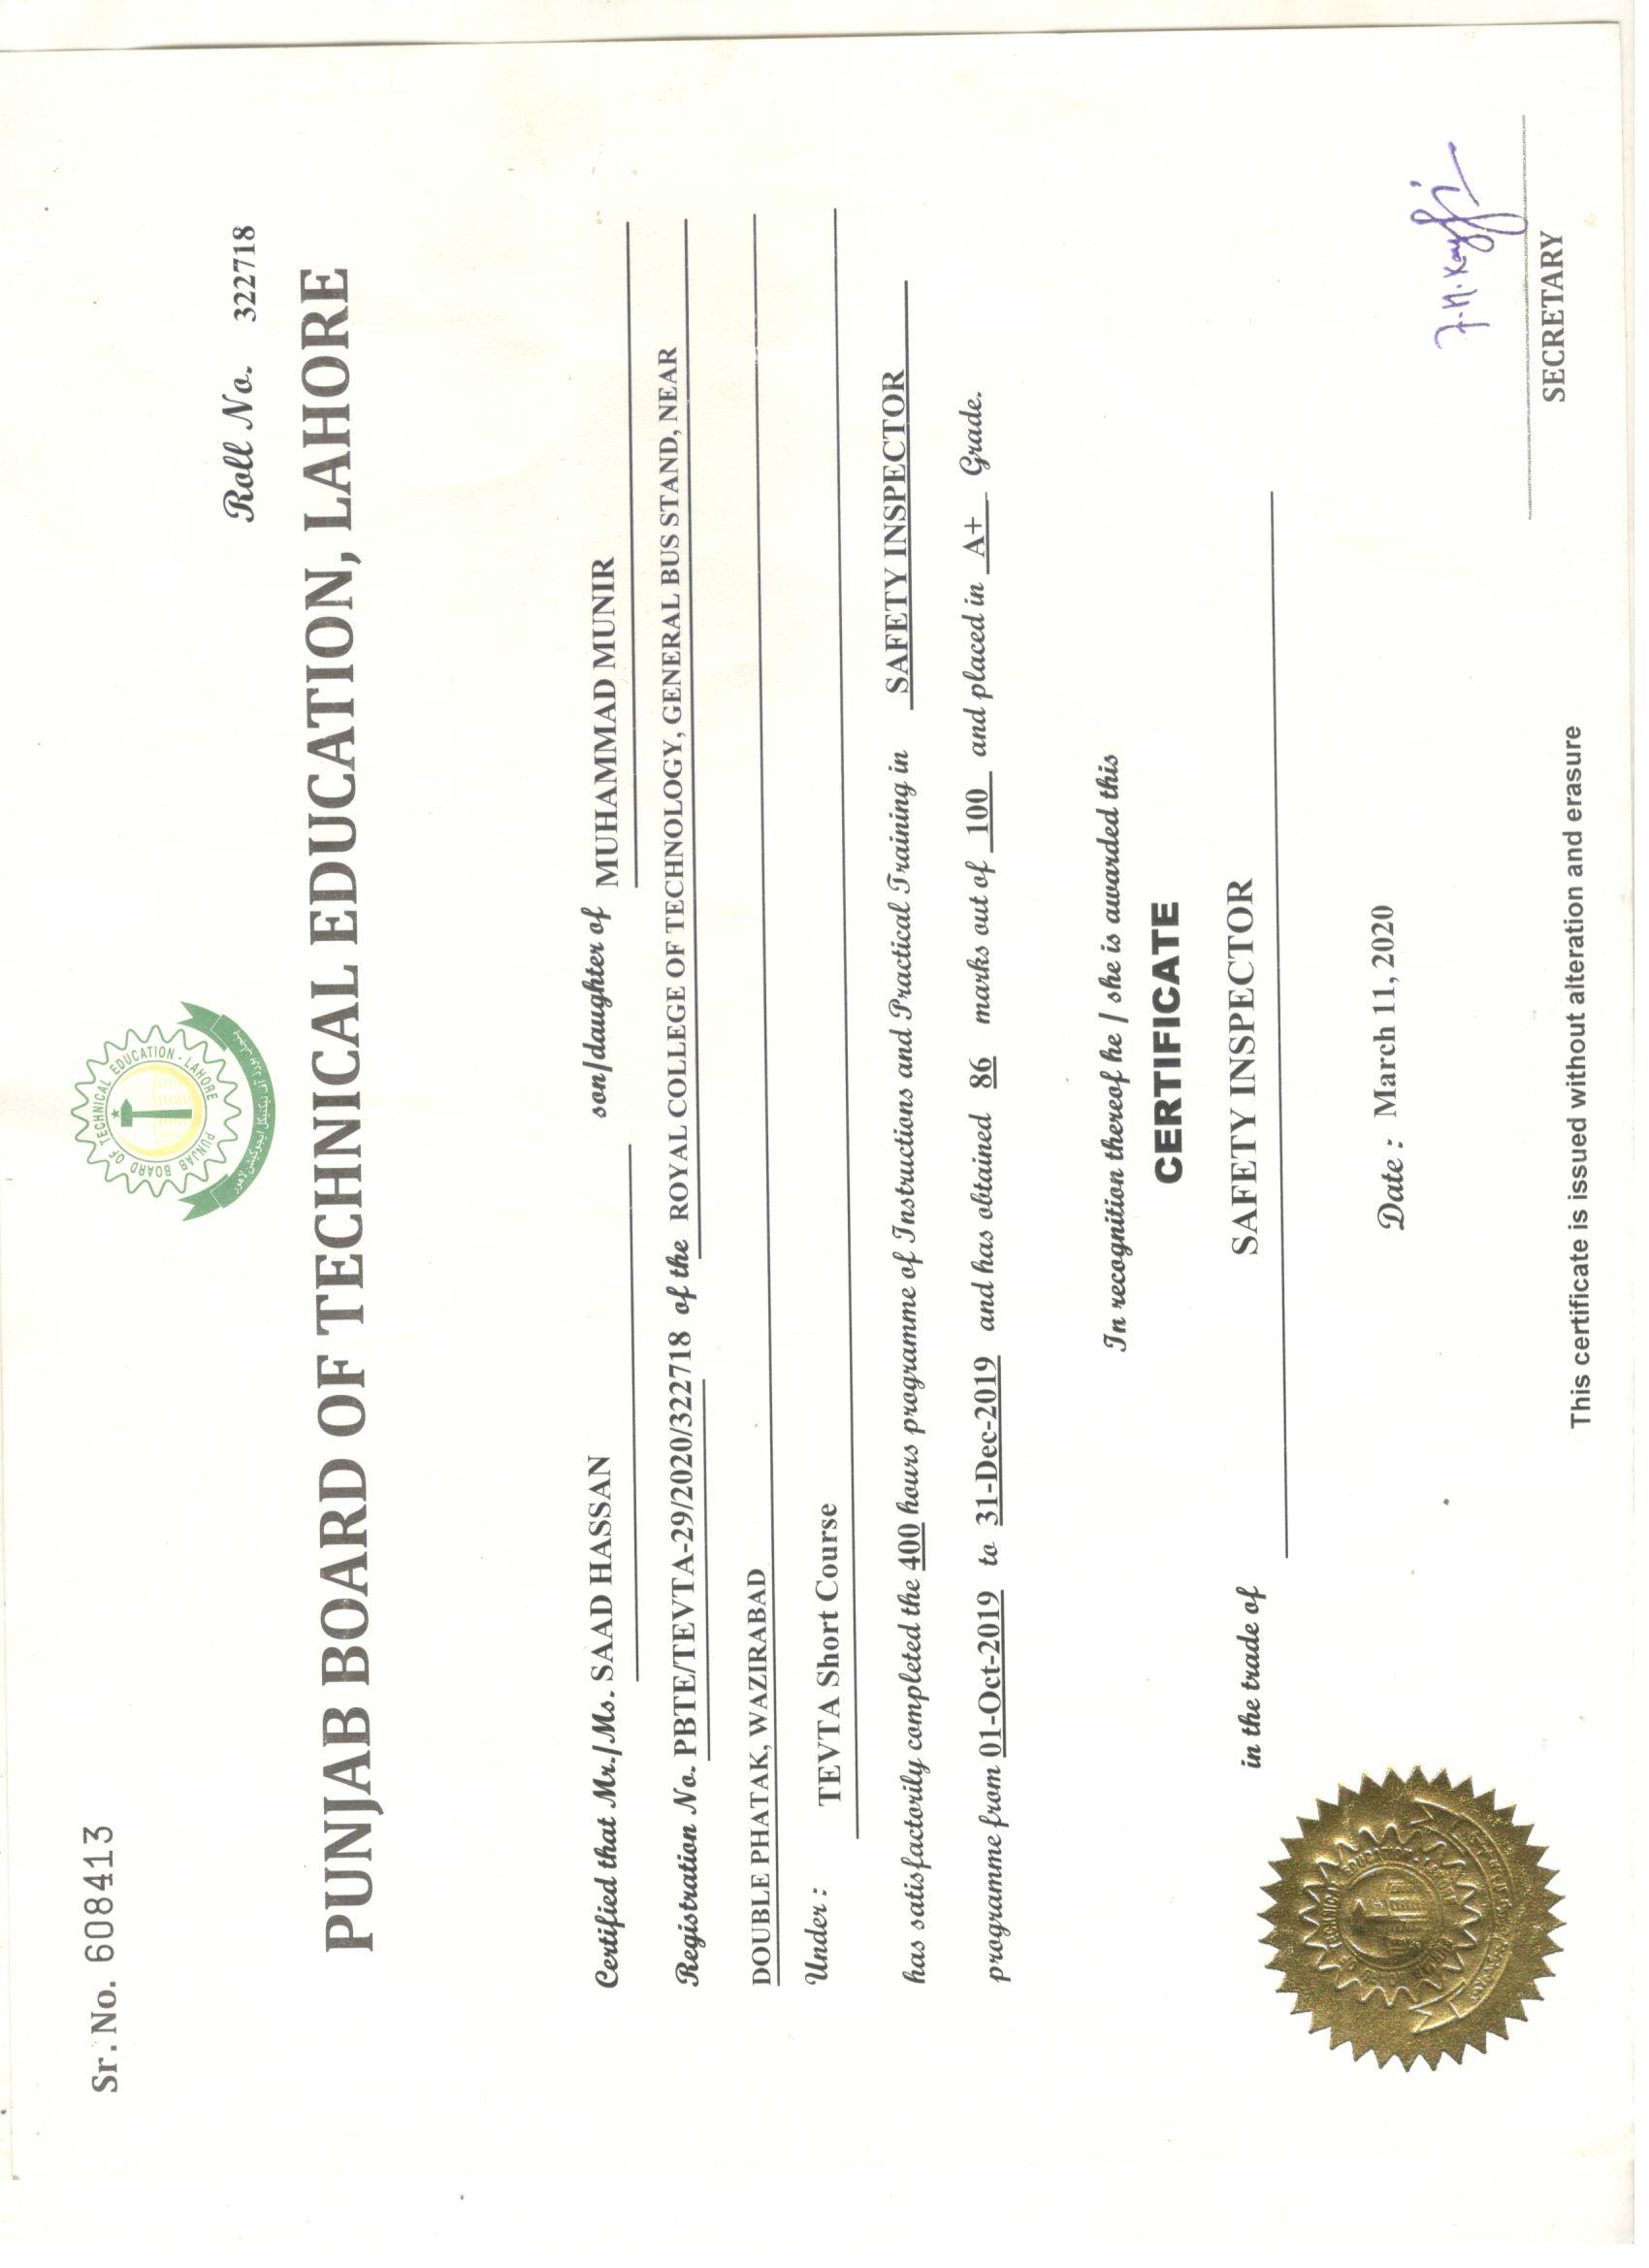 Sr.No. 608413
PUNJAB BOARD OF TECHNICAL EDUCATION - LAHORE
Roll No. 322718
PUNJAB BOARD OF TECHNICAL EDUCATION, LAHORE
Certified that Mr./Ms. SAAD HASSAN son/daughter of MUHAMMAD MUNIR
Registration No. PBTE/TEVTA-29/2020/322718 of the ROYAL COLLEGE OF TECHNOLOGY, GENERAL BUS STAND, NEAR
DOUBLE PHATAK, WAZIRABAD
Under : TEVTA Short Course
has satisfactorily completed the 400 hours programme of Instructions and Practical Training in SAFETY INSPECTOR
programme from 01-Oct-2019 to 31-Dec-2019 and has obtained 86 marks out of 100 and placed in A+ Grade.
In recognition thereof he / she is awarded this
CERTIFICATE
in the trade of SAFETY INSPECTOR
Date : March 11, 2020
SECRETARY
This certificate is issued without alteration and erasure